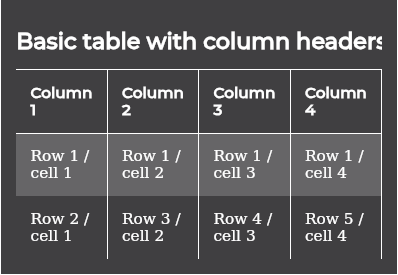 Basic table with column headers
Column 1 Column 2 Column 3 Column 4
Row 1 / cell 1 Row 1 / cell 2 Row 1 / cell 3 Row 1 / cell 4
Row 2 / cell 1 Row 3 / cell 2 Row 4 / cell 3 Row 5 / cell 4